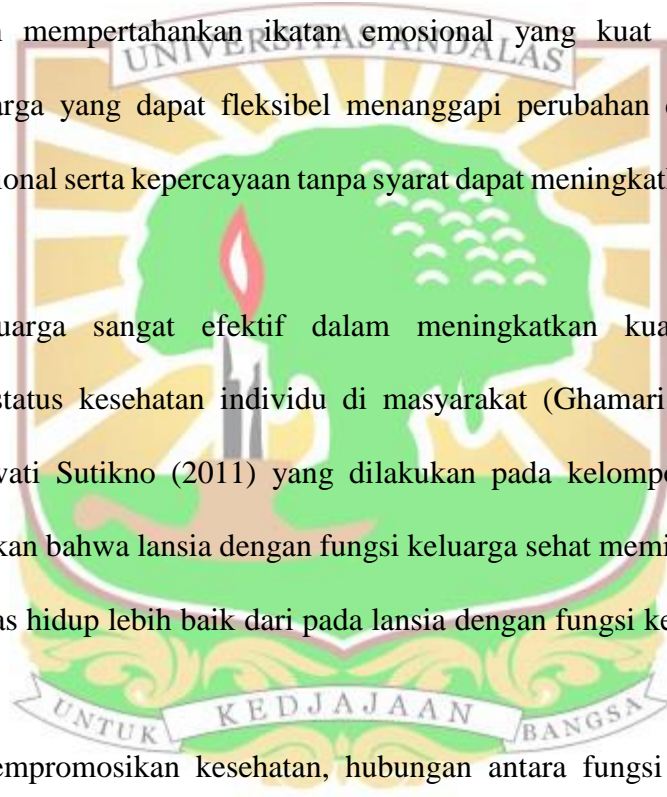 mempertahankan ikatan emosional yang kuat
UNIVERSITAS ANDALAS
arga yang dapat fleksibel menanggapi perubahan
ional serta kepercayaan tanpa syarat dapat meningkat
uarga sangat efektif dalam meningkatkan kua
status kesehatan individu di masyarakat (Ghamari
vati Sutikno (2011) yang dilakukan pada kelomp
kan bahwa lansia dengan fungsi keluarga sehat memi
as hidup lebih baik dari pada lansia dengan fungsi ke
UNTUK KEDJAJAAN BANGSA
empromosikan kesehatan, hubungan antara fungsi